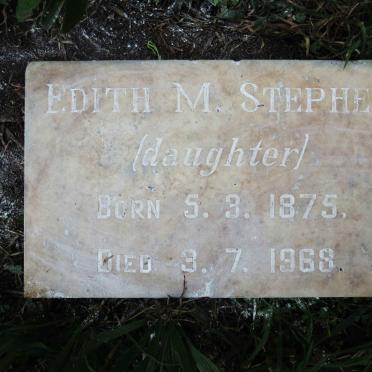 EDITH M. STEPHE
(daughter)
BORN 5. 3. 1875.
DIED 3. 7. 1968.